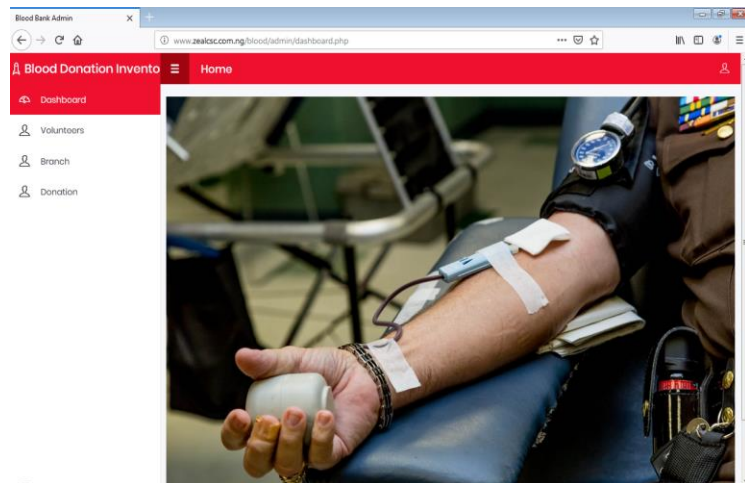 Blood Bank Admin
www.zealcsc.com.ng/blood/admin/dashboard.php
Blood Donation Invento
Home
Dashboard
Volunteers
Branch
Donation